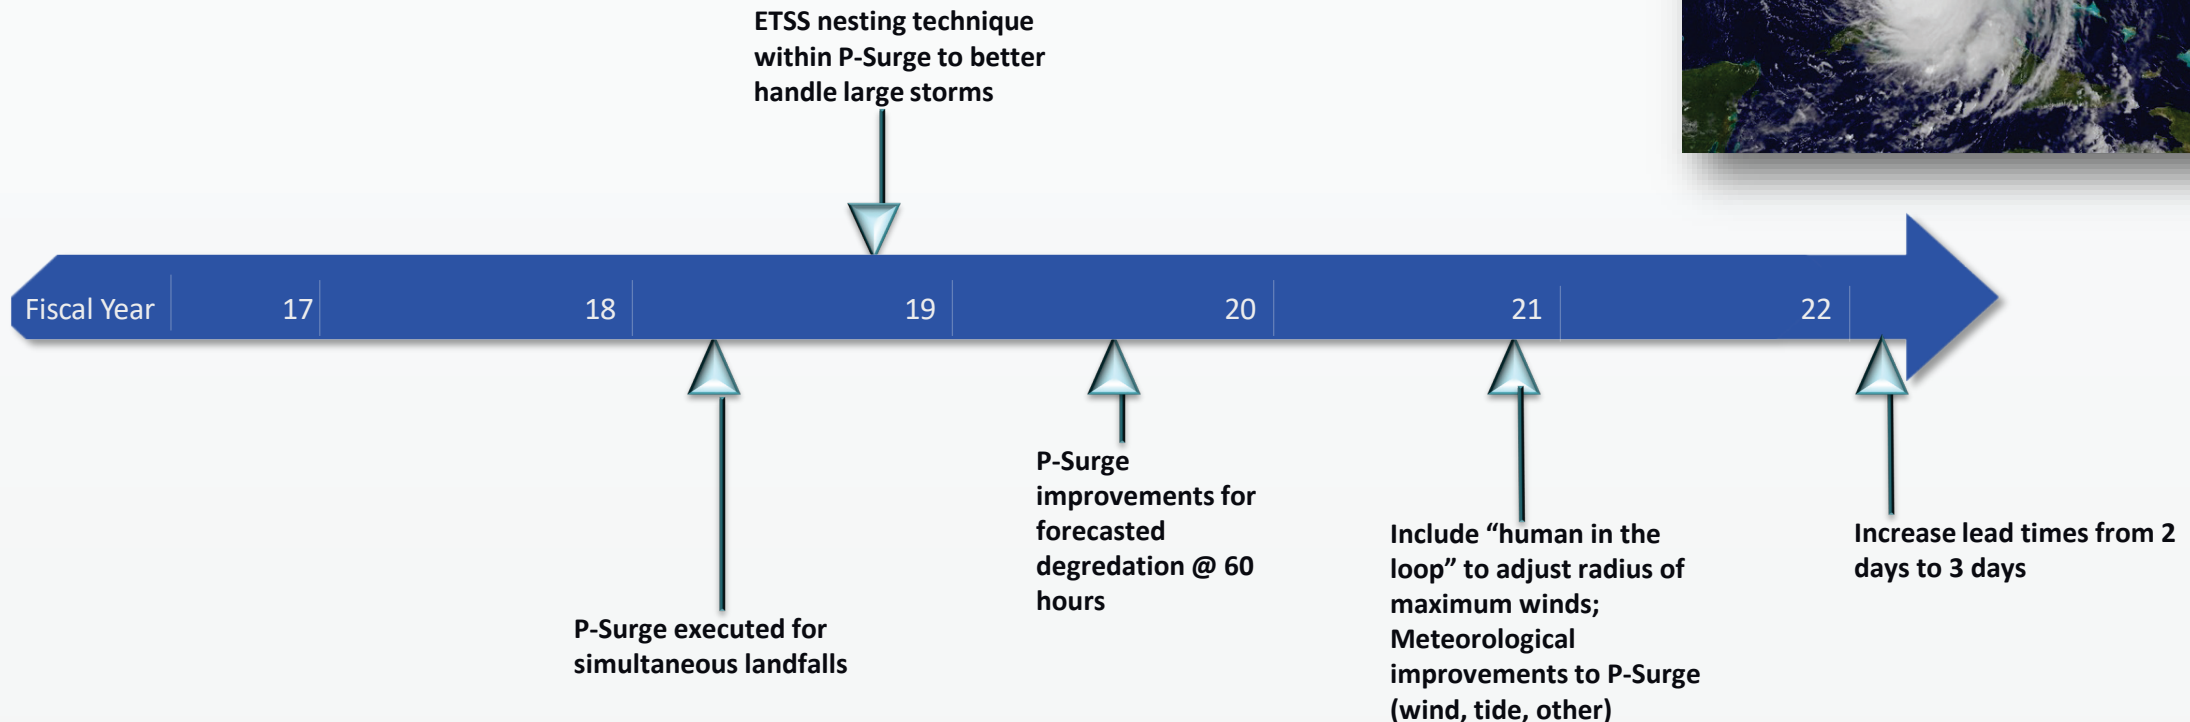 ETSS nesting technique
within P-Surge to better
handle large storms
Fiscal Year 17 18 19 20 21 22
P-Surge executed for
simultaneous landfalls
P-Surge
improvements for
forecasted
degredation @ 60
hours
Include “human in the
loop” to adjust radius of
maximum winds;
Meteorological
improvements to P-Surge
(wind, tide, other)
Increase lead times from 2
days to 3 days